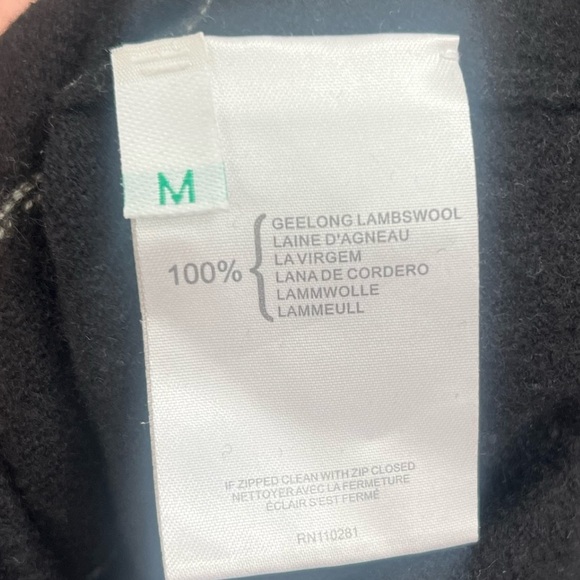 M
100%
GEELONG LAMBSWOOL
LAINE D'AGNEAU
LA VIRGEM
LANA DE CORDERO
LAMMWOLLE
LAMMEULL
IF ZIPPED CLEAN WITH ZIP CLOSED
NETTOYER AVEC LA FERMETURE
ÉCLAIR S'EST FERMÉ
RN110281